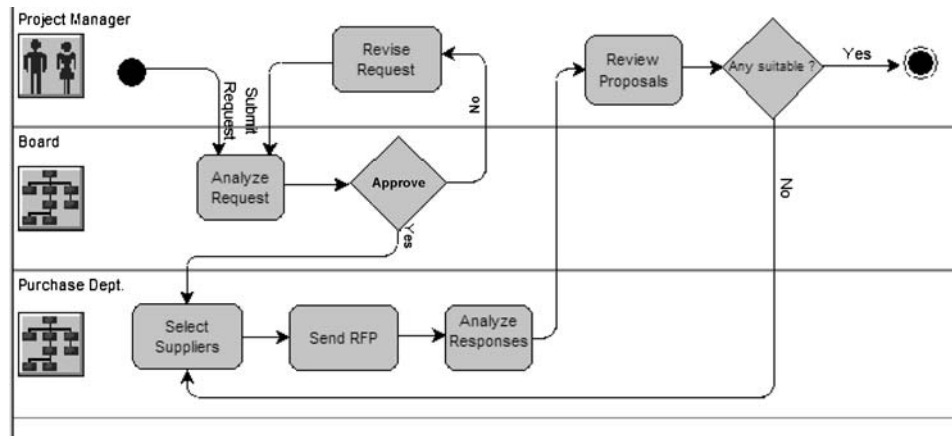 Project Manager
Revise
Request
Review
Proposals
Any suitable ?
Yes
Request
Submit
No
Board
Analyze
Request
Approve
Yes
No
Purchase Dept.
Select
Suppliers
Send RFP
Analyze
Responses